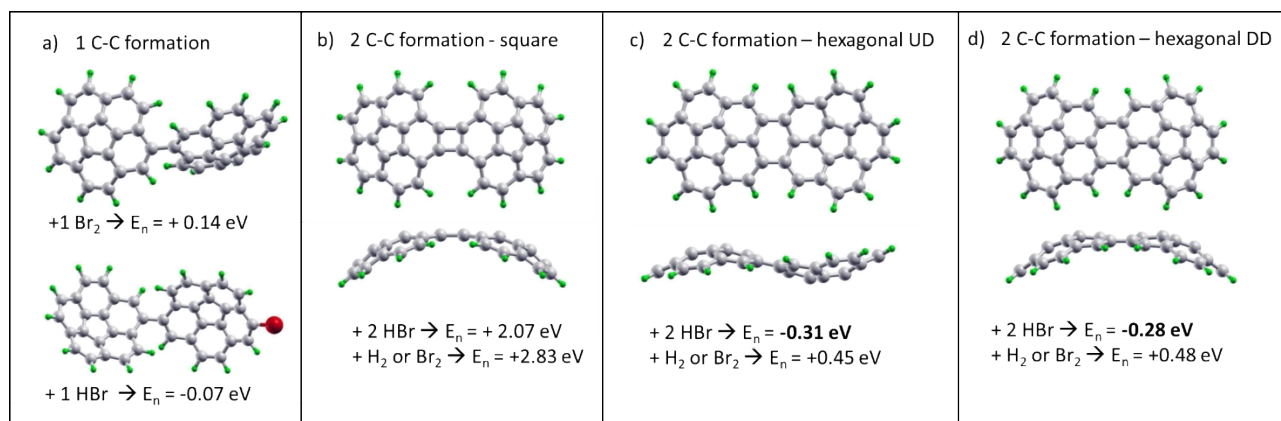 a) 1 C-C formation
+1 Br₂ → Eₙ = + 0.14 eV
+ 1 HBr → Eₙ = -0.07 eV
b) 2 C-C formation - square
+ 2 HBr → Eₙ = + 2.07 eV
+ H₂ or Br₂ → Eₙ = +2.83 eV
c) 2 C-C formation – hexagonal UD
+ 2 HBr → Eₙ = -0.31 eV
+ H₂ or Br₂ → Eₙ = +0.45 eV
d) 2 C-C formation – hexagonal DD
+ 2 HBr → Eₙ = -0.28 eV
+ H₂ or Br₂ → Eₙ = +0.48 eV